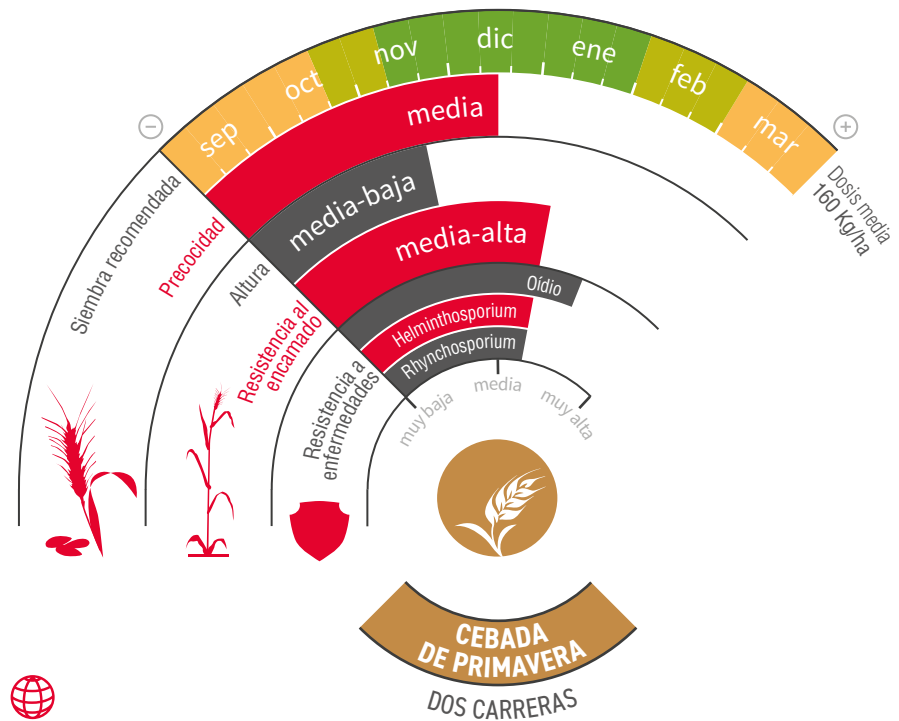 sep oct nov dic ene feb mar
−
+
Siembra recomendada
Dosis media
160 Kg/ha
Precocidad
media
Altura
media-baja
Resistencia al
encamado
media-alta
Resistencia a
enfermedades
Oídio
Helminthosporium
Rhynchosporium
muy baja media muy alta
CEBADA
DE PRIMAVERA
DOS CARRERAS